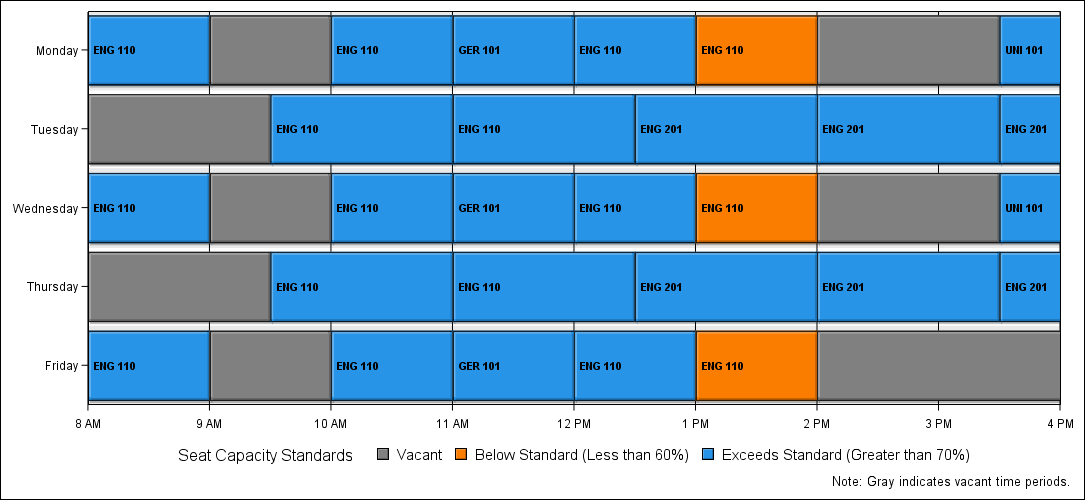 Monday ENG 110 ENG 110 GER 101 ENG 110 ENG 110 UNI 101
Tuesday ENG 110 ENG 110 ENG 201 ENG 201 ENG 201
Wednesday ENG 110 ENG 110 GER 101 ENG 110 ENG 110 UNI 101
Thursday ENG 110 ENG 110 ENG 201 ENG 201 ENG 201
Friday ENG 110 ENG 110 GER 101 ENG 110 ENG 110
8 AM 9 AM 10 AM 11 AM 12 PM 1 PM 2 PM 3 PM 4 PM
Seat Capacity Standards Vacant Below Standard (Less than 60%) Exceeds Standard (Greater than 70%)
Note: Gray indicates vacant time periods.